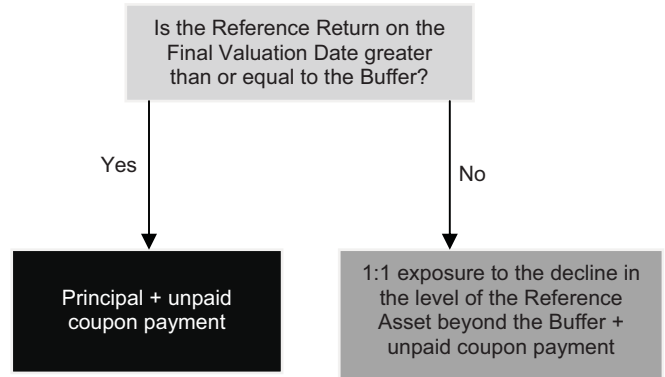 Is the Reference Return on the
Final Valuation Date greater
than or equal to the Buffer?
Yes
No
Principal + unpaid
coupon payment
1:1 exposure to the decline in
the level of the Reference
Asset beyond the Buffer +
unpaid coupon payment